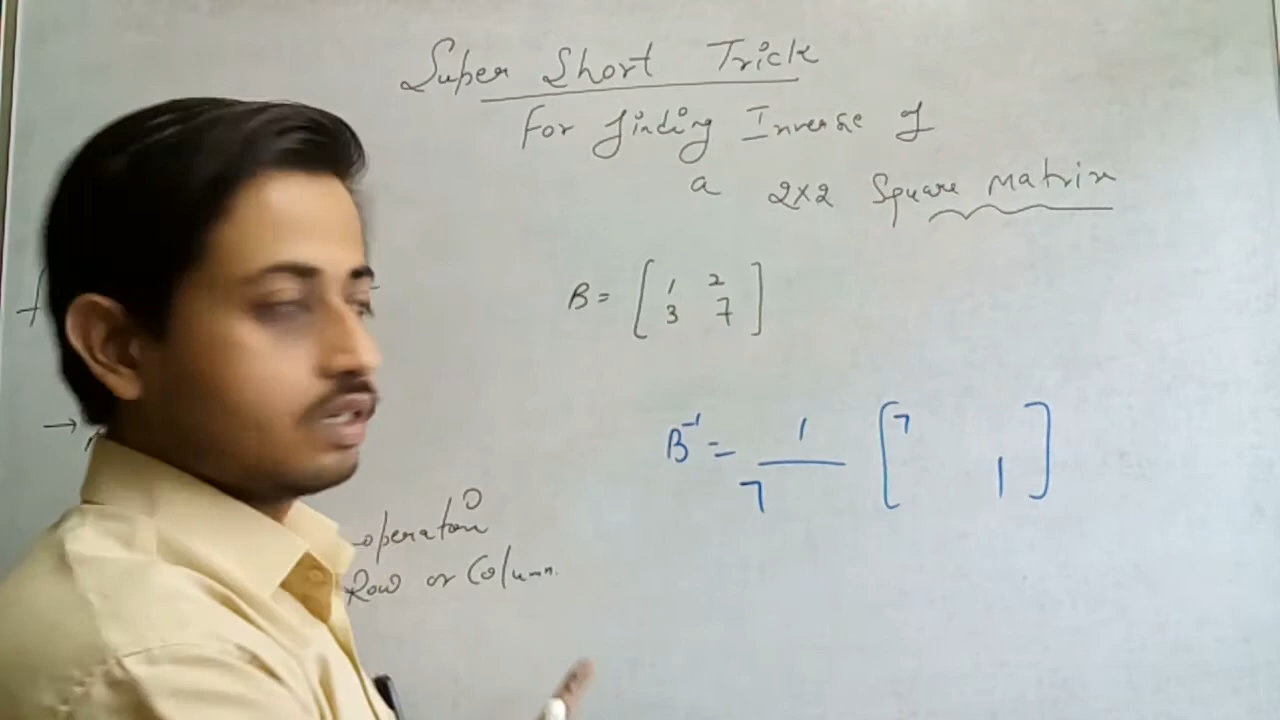 Super Short Trick
For finding Inverse of
a 2x2 Square Matrix
B = [ 1 2
3 7 ]
B⁻¹ = 1 [ 7
7 1 ]
operation
Row or Column.